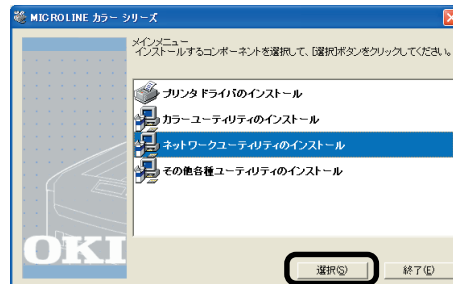 MICROLINE カラー シリーズ
メインメニュー
インストールするコンポーネントを選択して、[選択]ボタンをクリックしてください。
プリンタ ドライバのインストール
カラーユーティリティのインストール
ネットワークユーティリティのインストール
その他各種ユーティリティのインストール
OKI
選択(S)
終了(E)